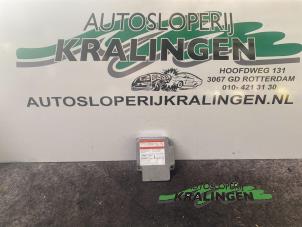 AUTOSLOPERIJ
KRALINGEN
HOOFDWEG 131
3067 GD ROTTERDAM
010- 421 31 30
AUTOSLOPERIJKRALINGEN.NL
AUTOSLOPERIJ
KRALINGEN